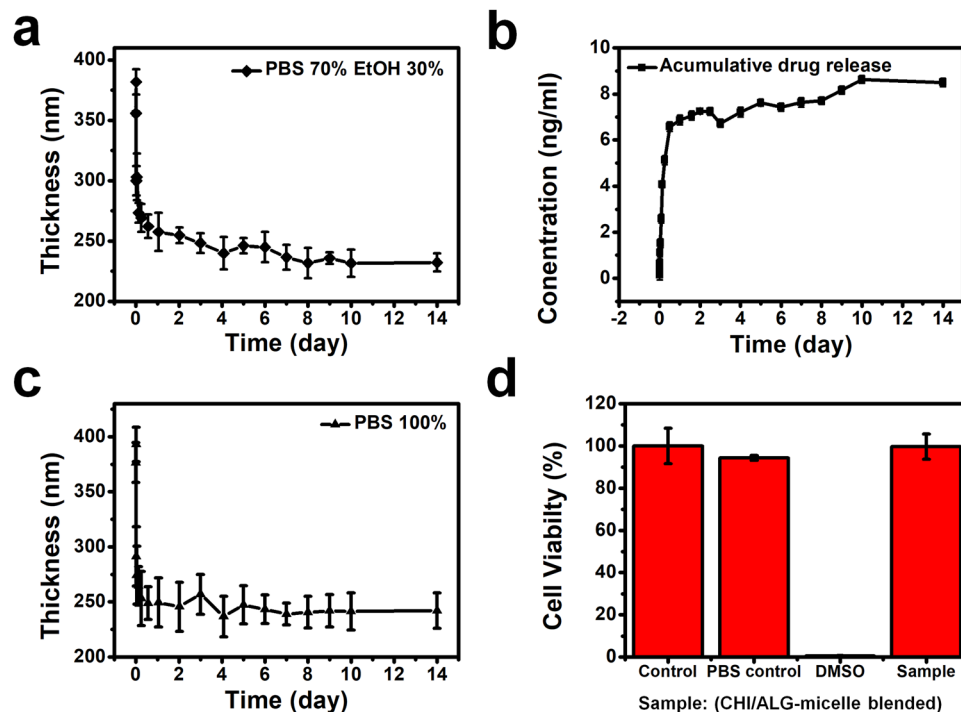 a
PBS 70% EtOH 30%
400
350
300
250
200
Thickness (nm)
0 2 4 6 8 10 12 14
Time (day)
b
Acumulative drug release
10
8
6
4
2
0
Conentration (ng/ml)
-2 0 2 4 6 8 10 12 14
Time (day)
c
PBS 100%
400
350
300
250
200
Thickness (nm)
0 2 4 6 8 10 12 14
Time (day)
d
120
100
80
60
40
20
0
Cell Viabilty (%)
Control PBS control DMSO Sample
Sample: (CHI/ALG-micelle blended)